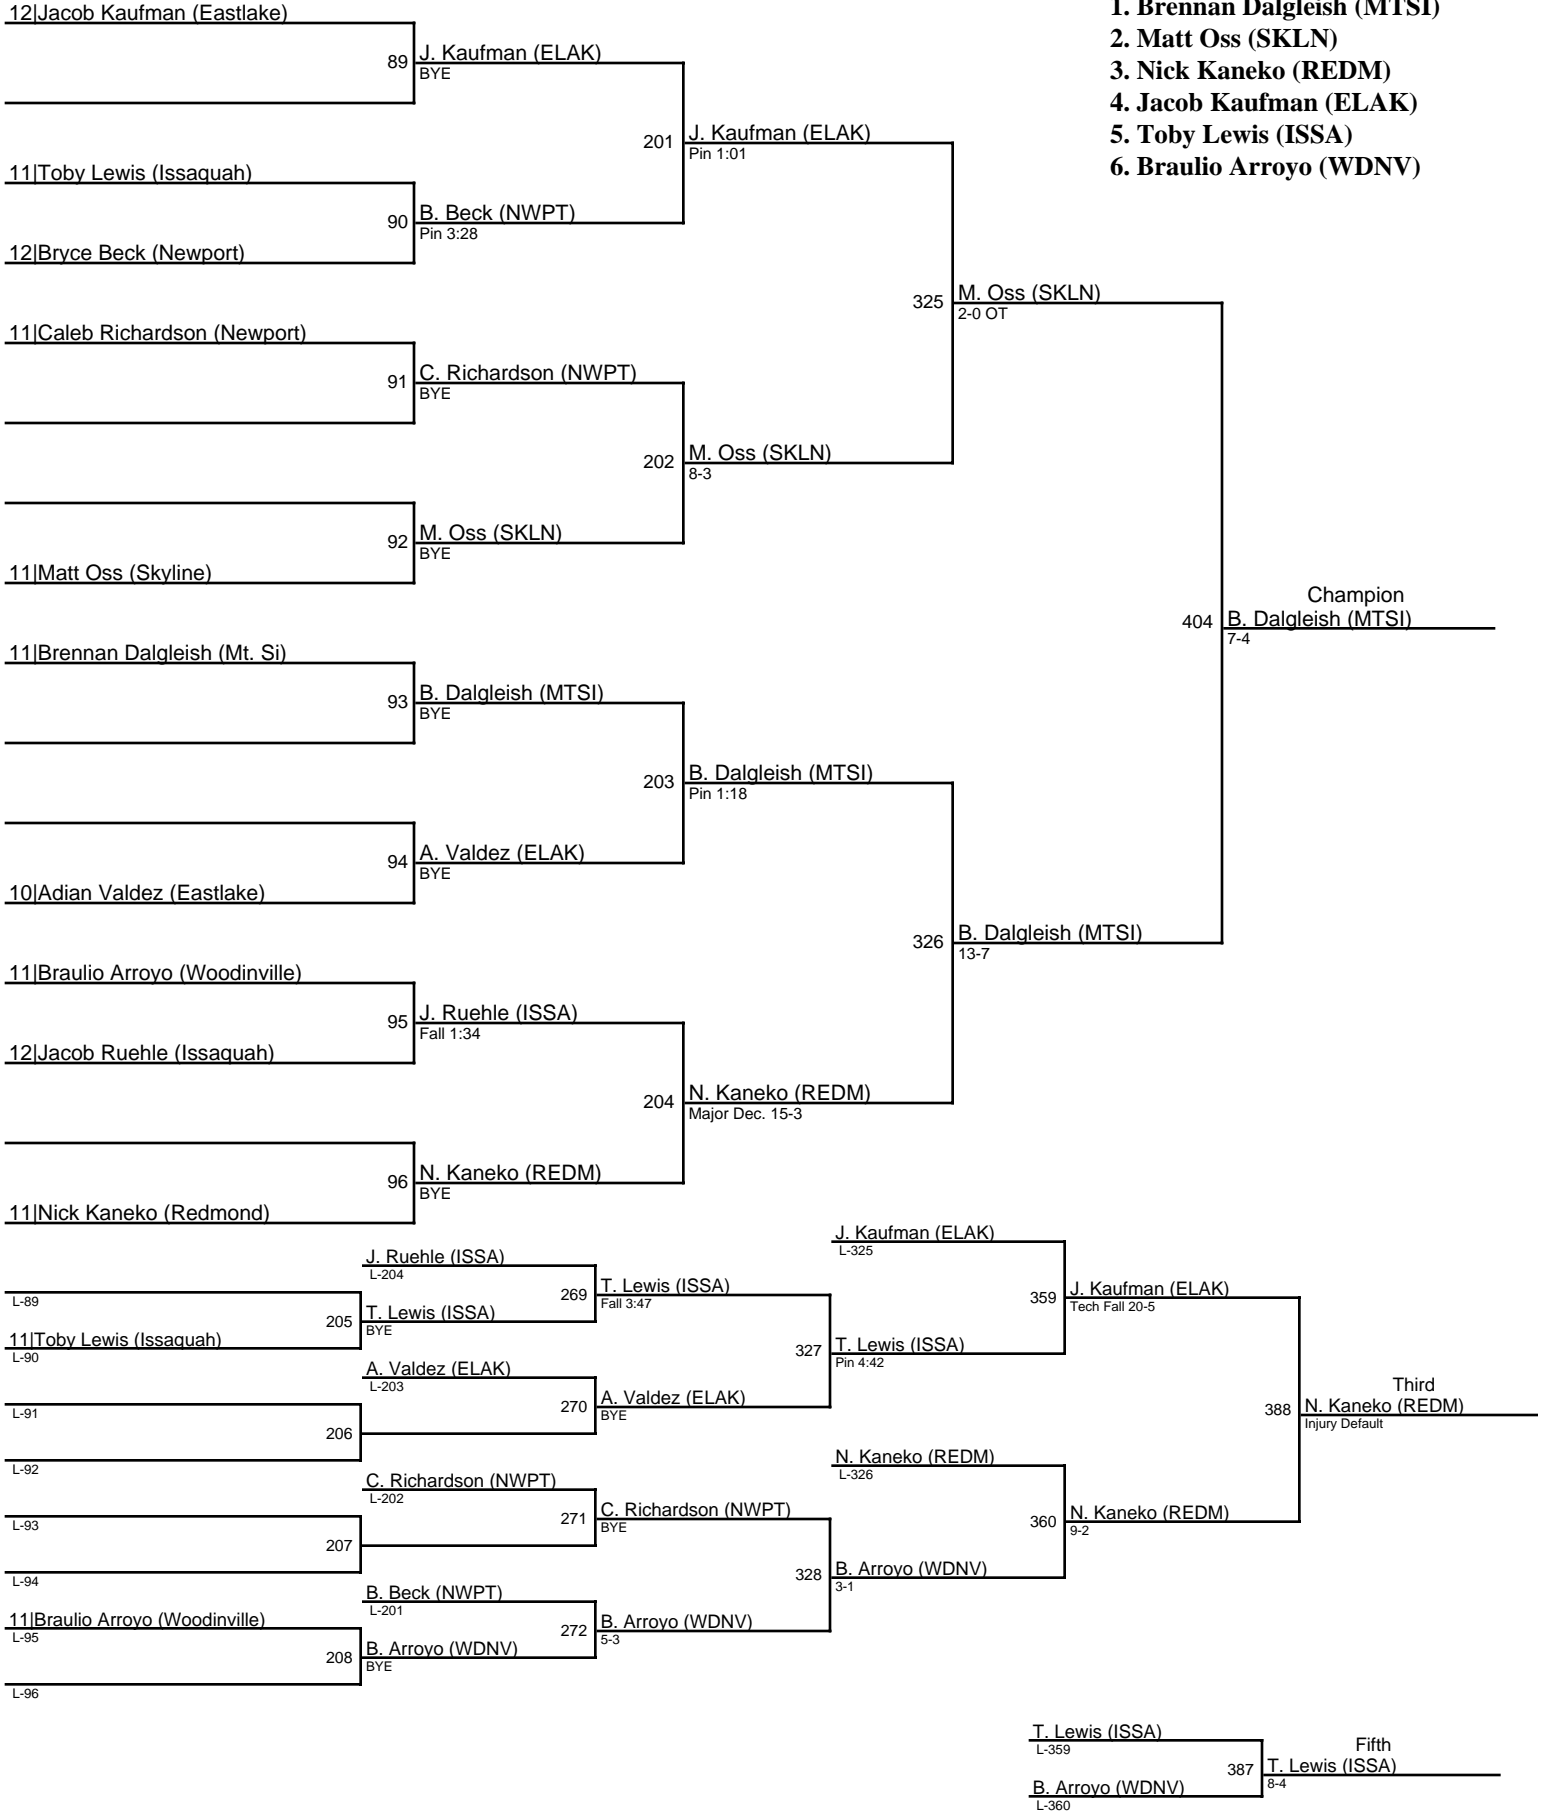 12|Jacob Kaufman (Eastlake)
89
J. Kaufman (ELAK)
BYE
201
J. Kaufman (ELAK)
Pin 1:01
11|Toby Lewis (Issaquah)
90
B. Beck (NWPT)
Pin 3:28
12|Bryce Beck (Newport)
325
M. Oss (SKLN)
2-0 OT
11|Caleb Richardson (Newport)
91
C. Richardson (NWPT)
BYE
202
M. Oss (SKLN)
8-3
92
M. Oss (SKLN)
BYE
11|Matt Oss (Skyline)
1. Brennan Dalgleish (MTSI)
2. Matt Oss (SKLN)
3. Nick Kaneko (REDM)
4. Jacob Kaufman (ELAK)
5. Toby Lewis (ISSA)
6. Braulio Arroyo (WDNV)
Champion
404
B. Dalgleish (MTSI)
7-4
11|Brennan Dalgleish (Mt. Si)
93
B. Dalgleish (MTSI)
BYE
203
B. Dalgleish (MTSI)
Pin 1:18
94
A. Valdez (ELAK)
BYE
10|Adian Valdez (Eastlake)
326
B. Dalgleish (MTSI)
13-7
11|Braulio Arroyo (Woodinville)
95
J. Ruehle (ISSA)
Fall 1:34
12|Jacob Ruehle (Issaquah)
204
N. Kaneko (REDM)
Major Dec. 15-3
96
N. Kaneko (REDM)
BYE
11|Nick Kaneko (Redmond)
J. Kaufman (ELAK)
L-325
J. Ruehle (ISSA)
L-204
269
T. Lewis (ISSA)
Fall 3:47
359
J. Kaufman (ELAK)
Tech Fall 20-5
L-89
205
T. Lewis (ISSA)
BYE
11|Toby Lewis (Issaquah)
L-90
327
T. Lewis (ISSA)
Pin 4:42
A. Valdez (ELAK)
L-203
270
A. Valdez (ELAK)
BYE
L-91
206
L-92
Third
388
N. Kaneko (REDM)
Injury Default
N. Kaneko (REDM)
L-326
C. Richardson (NWPT)
L-202
271
C. Richardson (NWPT)
BYE
360
N. Kaneko (REDM)
9-2
L-93
207
L-94
328
B. Arroyo (WDNV)
3-1
B. Beck (NWPT)
L-201
272
B. Arroyo (WDNV)
5-3
11|Braulio Arroyo (Woodinville)
L-95
208
B. Arroyo (WDNV)
BYE
L-96
T. Lewis (ISSA)
L-359
Fifth
387
T. Lewis (ISSA)
8-4
B. Arroyo (WDNV)
L-360